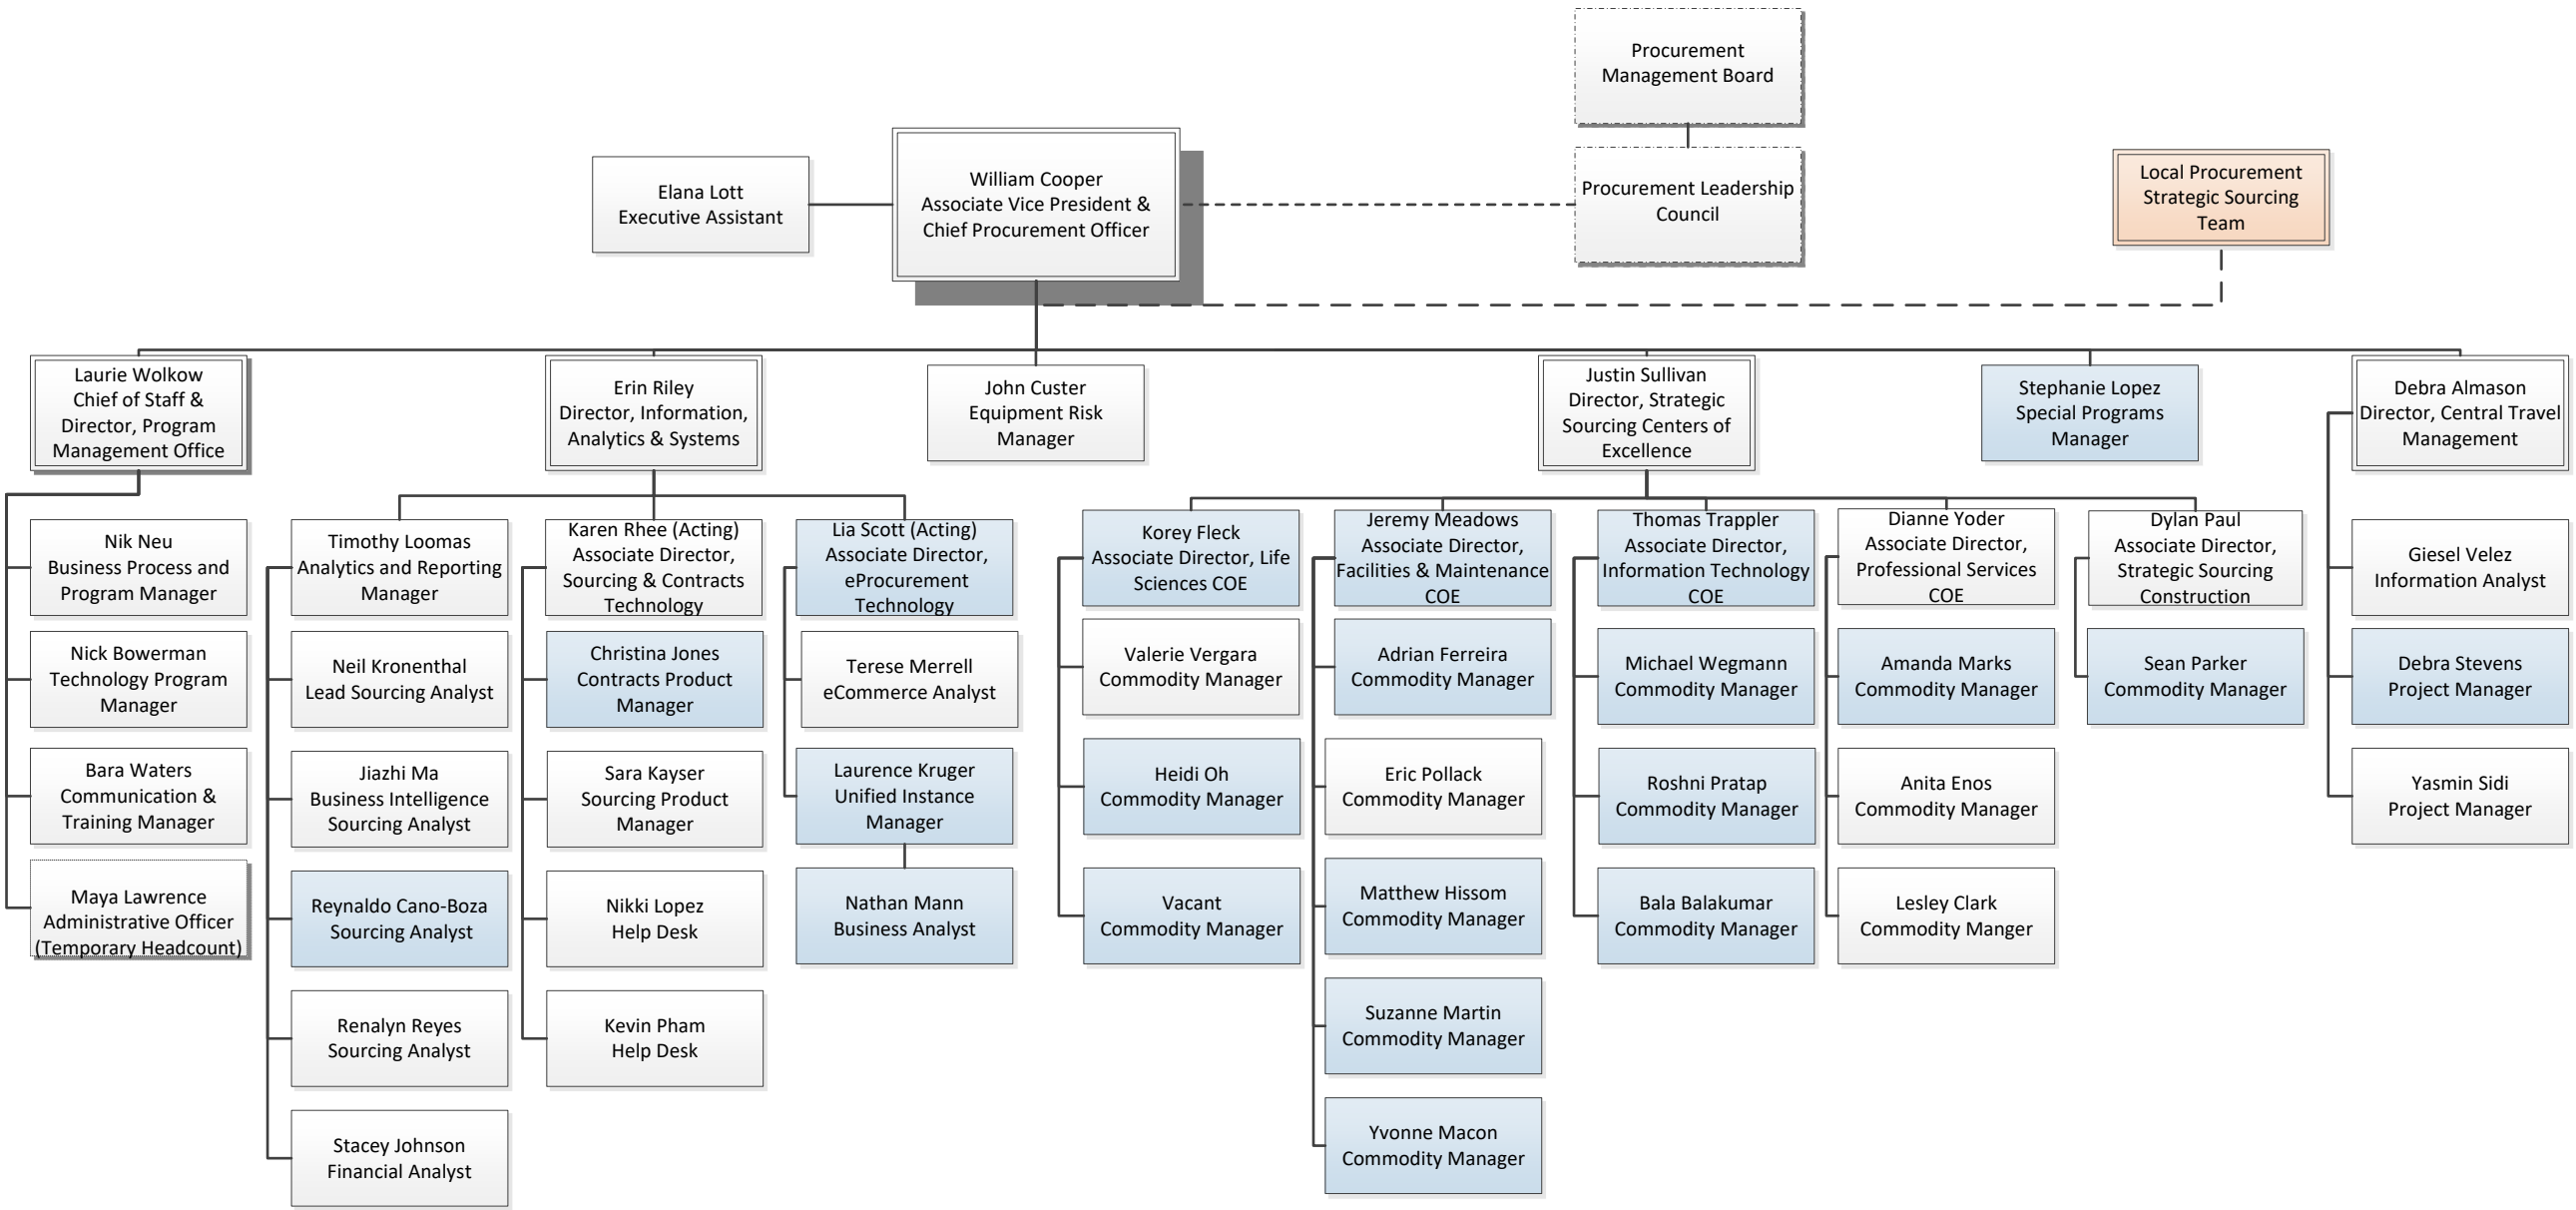 Procurement
Management Board
Elana Lott
Executive Assistant
William Cooper
Associate Vice President &
Chief Procurement Officer
Procurement Leadership
Council
Local Procurement
Strategic Sourcing
Team
Laurie Wolkow
Chief of Staff &
Director, Program
Management Office
Erin Riley
Director, Information,
Analytics & Systems
John Custer
Equipment Risk
Manager
Justin Sullivan
Director, Strategic
Sourcing Centers of
Excellence
Stephanie Lopez
Special Programs
Manager
Debra Almason
Director, Central Travel
Management
Nik Neu
Business Process and
Program Manager
Nick Bowerman
Technology Program
Manager
Bara Waters
Communication &
Training Manager
Maya Lawrence
Administrative Officer
(Temporary Headcount)
Timothy Loomas
Analytics and Reporting
Manager
Neil Kronenthal
Lead Sourcing Analyst
Jiazhi Ma
Business Intelligence
Sourcing Analyst
Reynaldo Cano-Boza
Sourcing Analyst
Renalyn Reyes
Sourcing Analyst
Stacey Johnson
Financial Analyst
Karen Rhee (Acting)
Associate Director,
Sourcing & Contracts
Technology
Christina Jones
Contracts Product
Manager
Sara Kayser
Sourcing Product
Manager
Nikki Lopez
Help Desk
Kevin Pham
Help Desk
Lia Scott (Acting)
Associate Director,
eProcurement
Technology
Terese Merrell
eCommerce Analyst
Laurence Kruger
Unified Instance
Manager
Nathan Mann
Business Analyst
Korey Fleck
Associate Director, Life
Sciences COE
Valerie Vergara
Commodity Manager
Heidi Oh
Commodity Manager
Vacant
Commodity Manager
Jeremy Meadows
Associate Director,
Facilities & Maintenance
COE
Adrian Ferreira
Commodity Manager
Eric Pollack
Commodity Manager
Matthew Hissom
Commodity Manager
Suzanne Martin
Commodity Manager
Yvonne Macon
Commodity Manager
Thomas Trappler
Associate Director,
Information Technology
COE
Michael Wegmann
Commodity Manager
Roshni Pratap
Commodity Manager
Bala Balakumar
Commodity Manager
Dianne Yoder
Associate Director,
Professional Services
COE
Amanda Marks
Commodity Manager
Anita Enos
Commodity Manager
Lesley Clark
Commodity Manger
Dylan Paul
Associate Director,
Strategic Sourcing
Construction
Sean Parker
Commodity Manager
Giesel Velez
Information Analyst
Debra Stevens
Project Manager
Yasmin Sidi
Project Manager